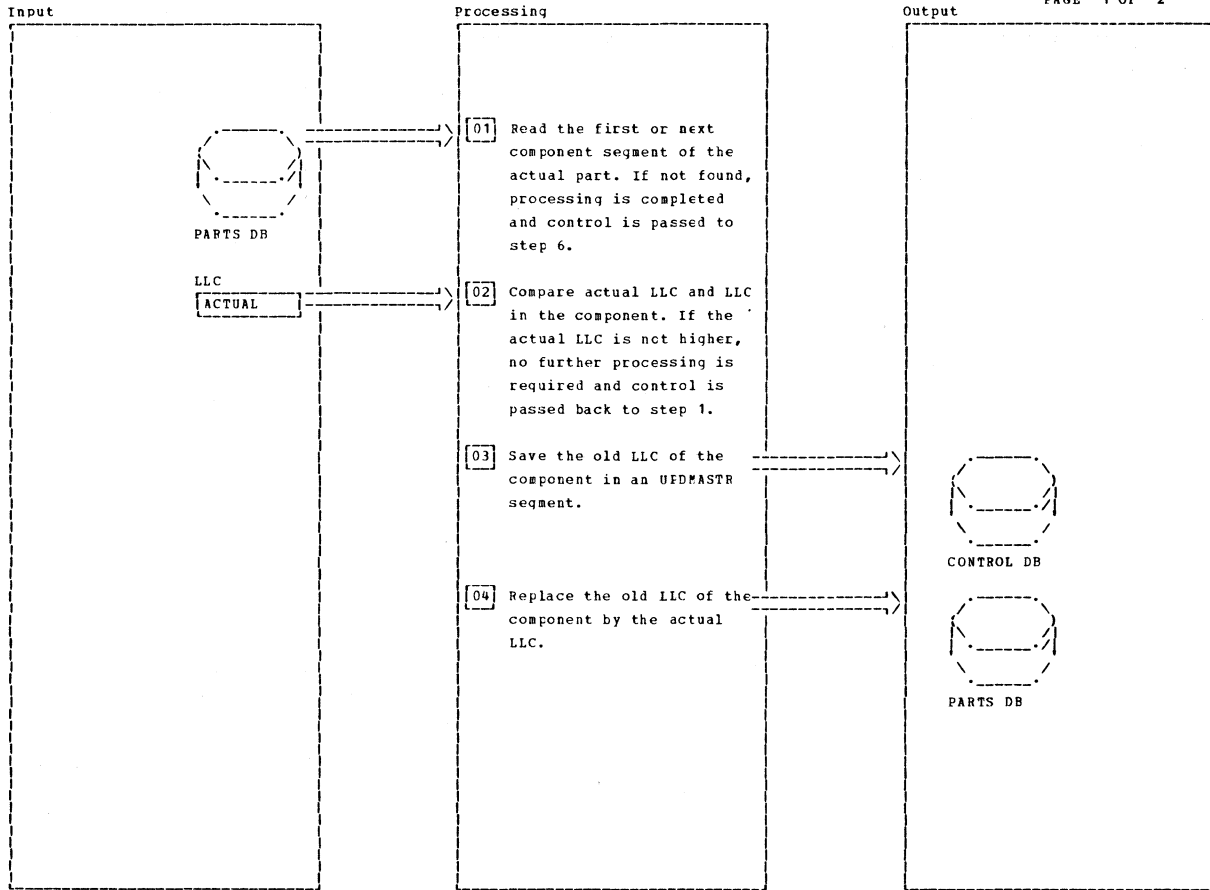 PAGE 1 OF 2
Input
Processing
Output
01 Read the first or next
component segment of the
actual part. If not found,
processing is completed
and control is passed to
step 6.
PARTS DB
LLC
ACTUAL
02 Compare actual LLC and LLC
in the component. If the
actual LLC is not higher,
no further processing is
required and control is
passed back to step 1.
03 Save the old LLC of the
component in an UPDMASTR
segment.
CONTROL DB
04 Replace the old LLC of the
component by the actual
LLC.
PARTS DB